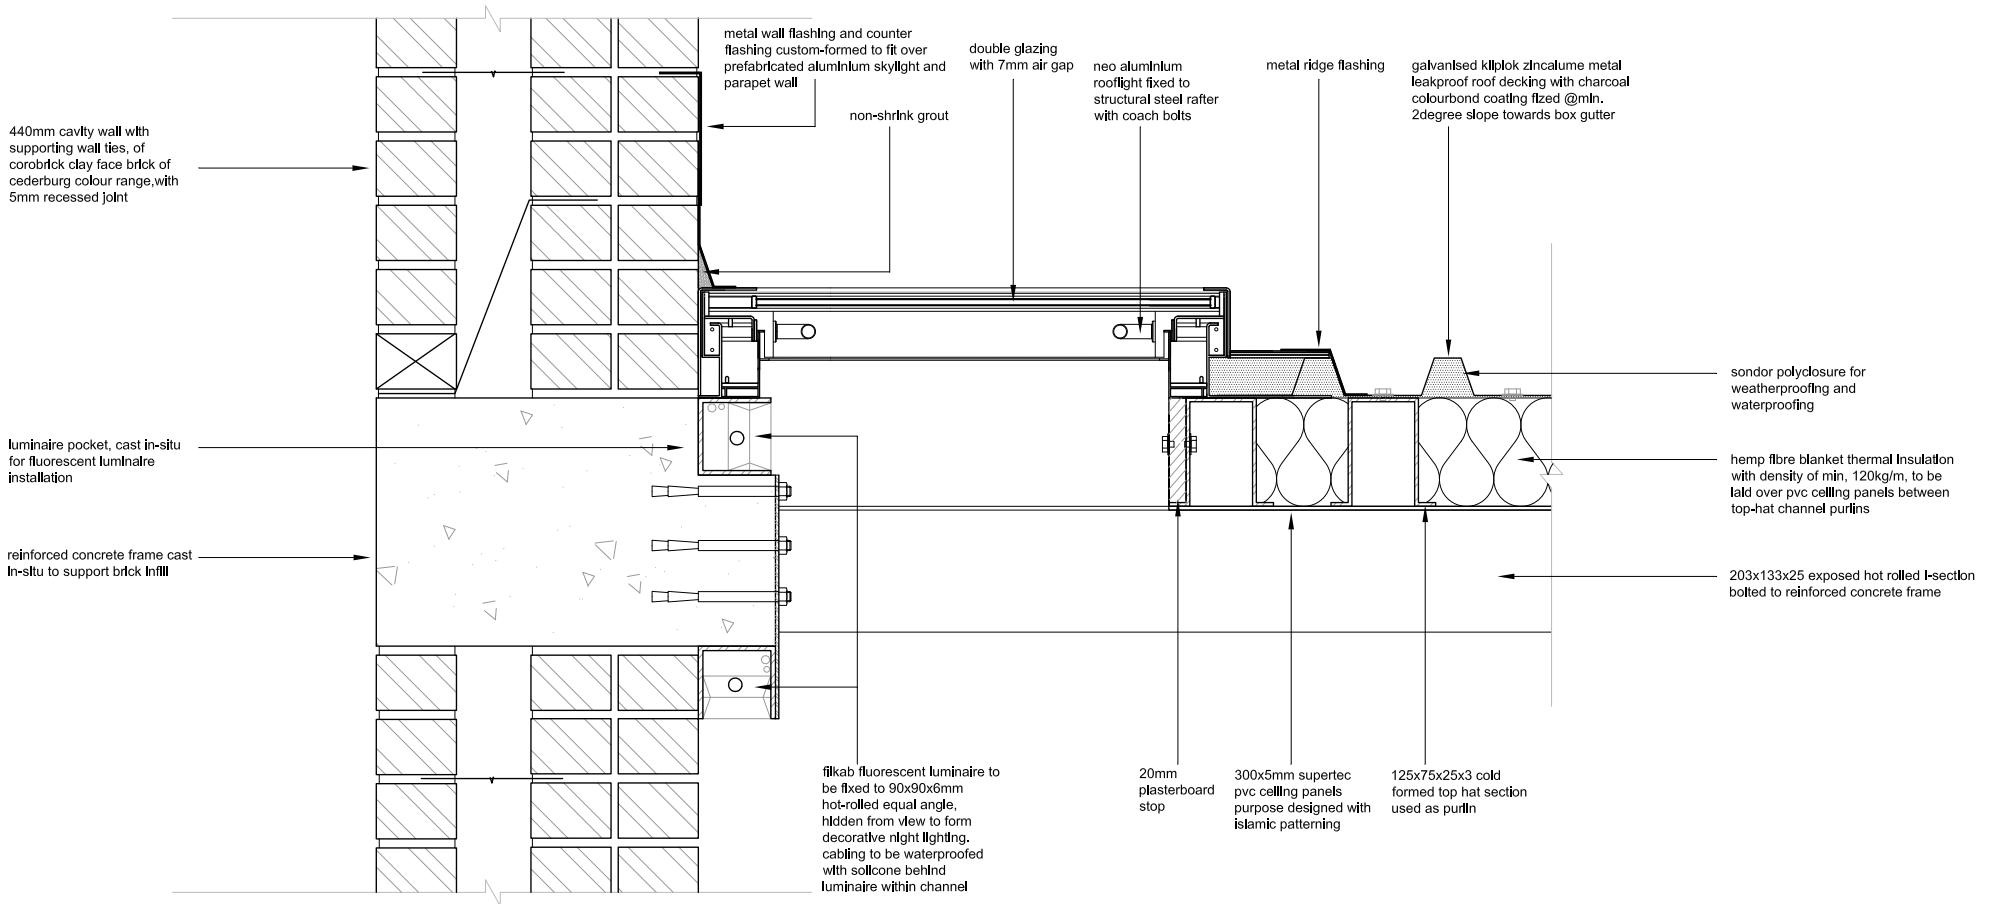 metal wall flashing and counter
flashing custom-formed to fit over
prefabricated aluminium skylight and
parapet wall
double glazing
with 7mm air gap
neo aluminium
rooflight fixed to
structural steel rafter
with coach bolts
metal ridge flashing
galvanised kliplok zincalume metal
leakproof roof decking with charcoal
colourbond coating fized @min.
2degree slope towards box gutter
non-shrink grout
440mm cavity wall with
supporting wall ties, of
corobrick clay face brick of
cederburg colour range,with
5mm recessed joint
sondor polyclosure for
weatherproofing and
waterproofing
luminaire pocket, cast in-situ
for fluorescent luminaire
installation
hemp fibre blanket thermal insulation
with density of min, 120kg/m, to be
laid over pvc ceiling panels between
top-hat channel purlins
reinforced concrete frame cast
in-situ to support brick infill
203x133x25 exposed hot rolled I-section
bolted to reinforced concrete frame
filkab fluorescent luminaire to
be fixed to 90x90x6mm
hot-rolled equal angle,
hidden from view to form
decorative night lighting.
cabling to be waterproofed
with solicone behind
luminaire within channel
20mm
plasterboard
stop
300x5mm supertec
pvc ceiling panels
purpose designed with
islamic patterning
125x75x25x3 cold
formed top hat section
used as purlin